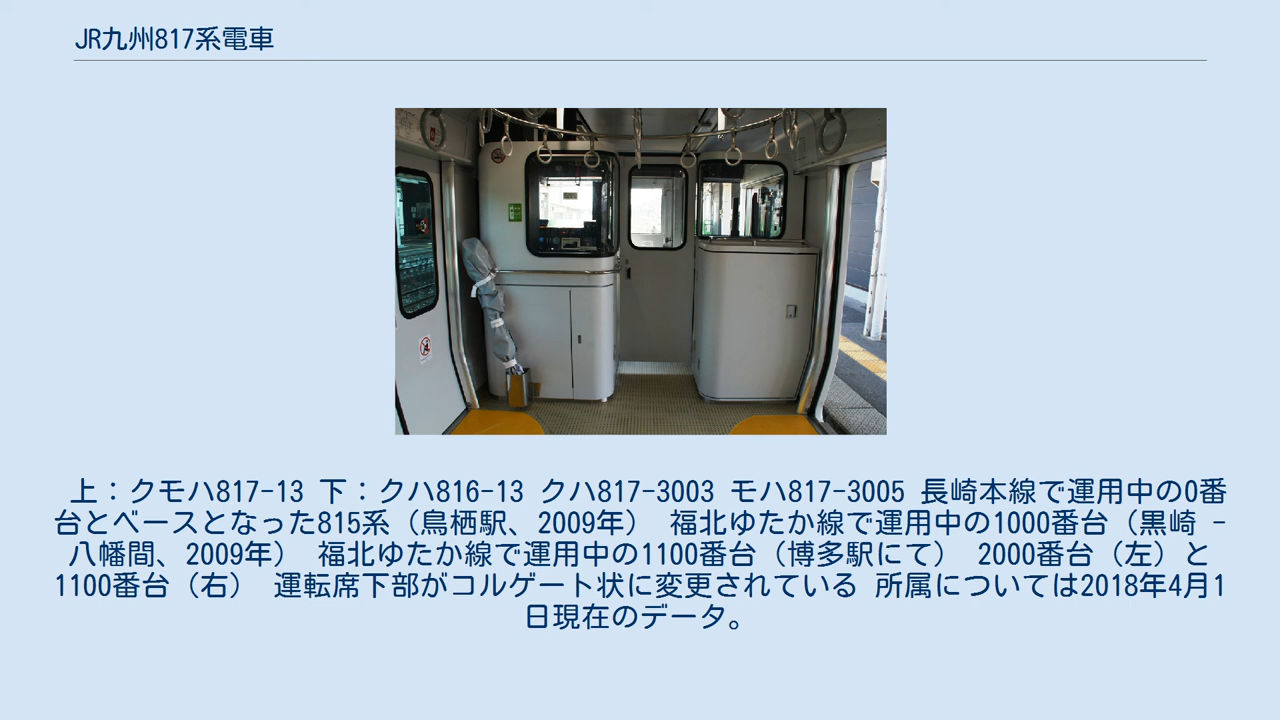 JR九州817系電車
上：クモハ817-13 下：クハ816-13 クハ817-3003 モハ817-3005 長崎本線で運用中の0番
台とベースとなった815系（鳥栖駅、2009年） 福北ゆたか線で運用中の1000番台（黒崎 -
八幡間、2009年） 福北ゆたか線で運用中の1100番台（博多駅にて） 2000番台（左）と
1100番台（右） 運転席下部がコルゲート状に変更されている 所属については2018年4月1
日現在のデータ。